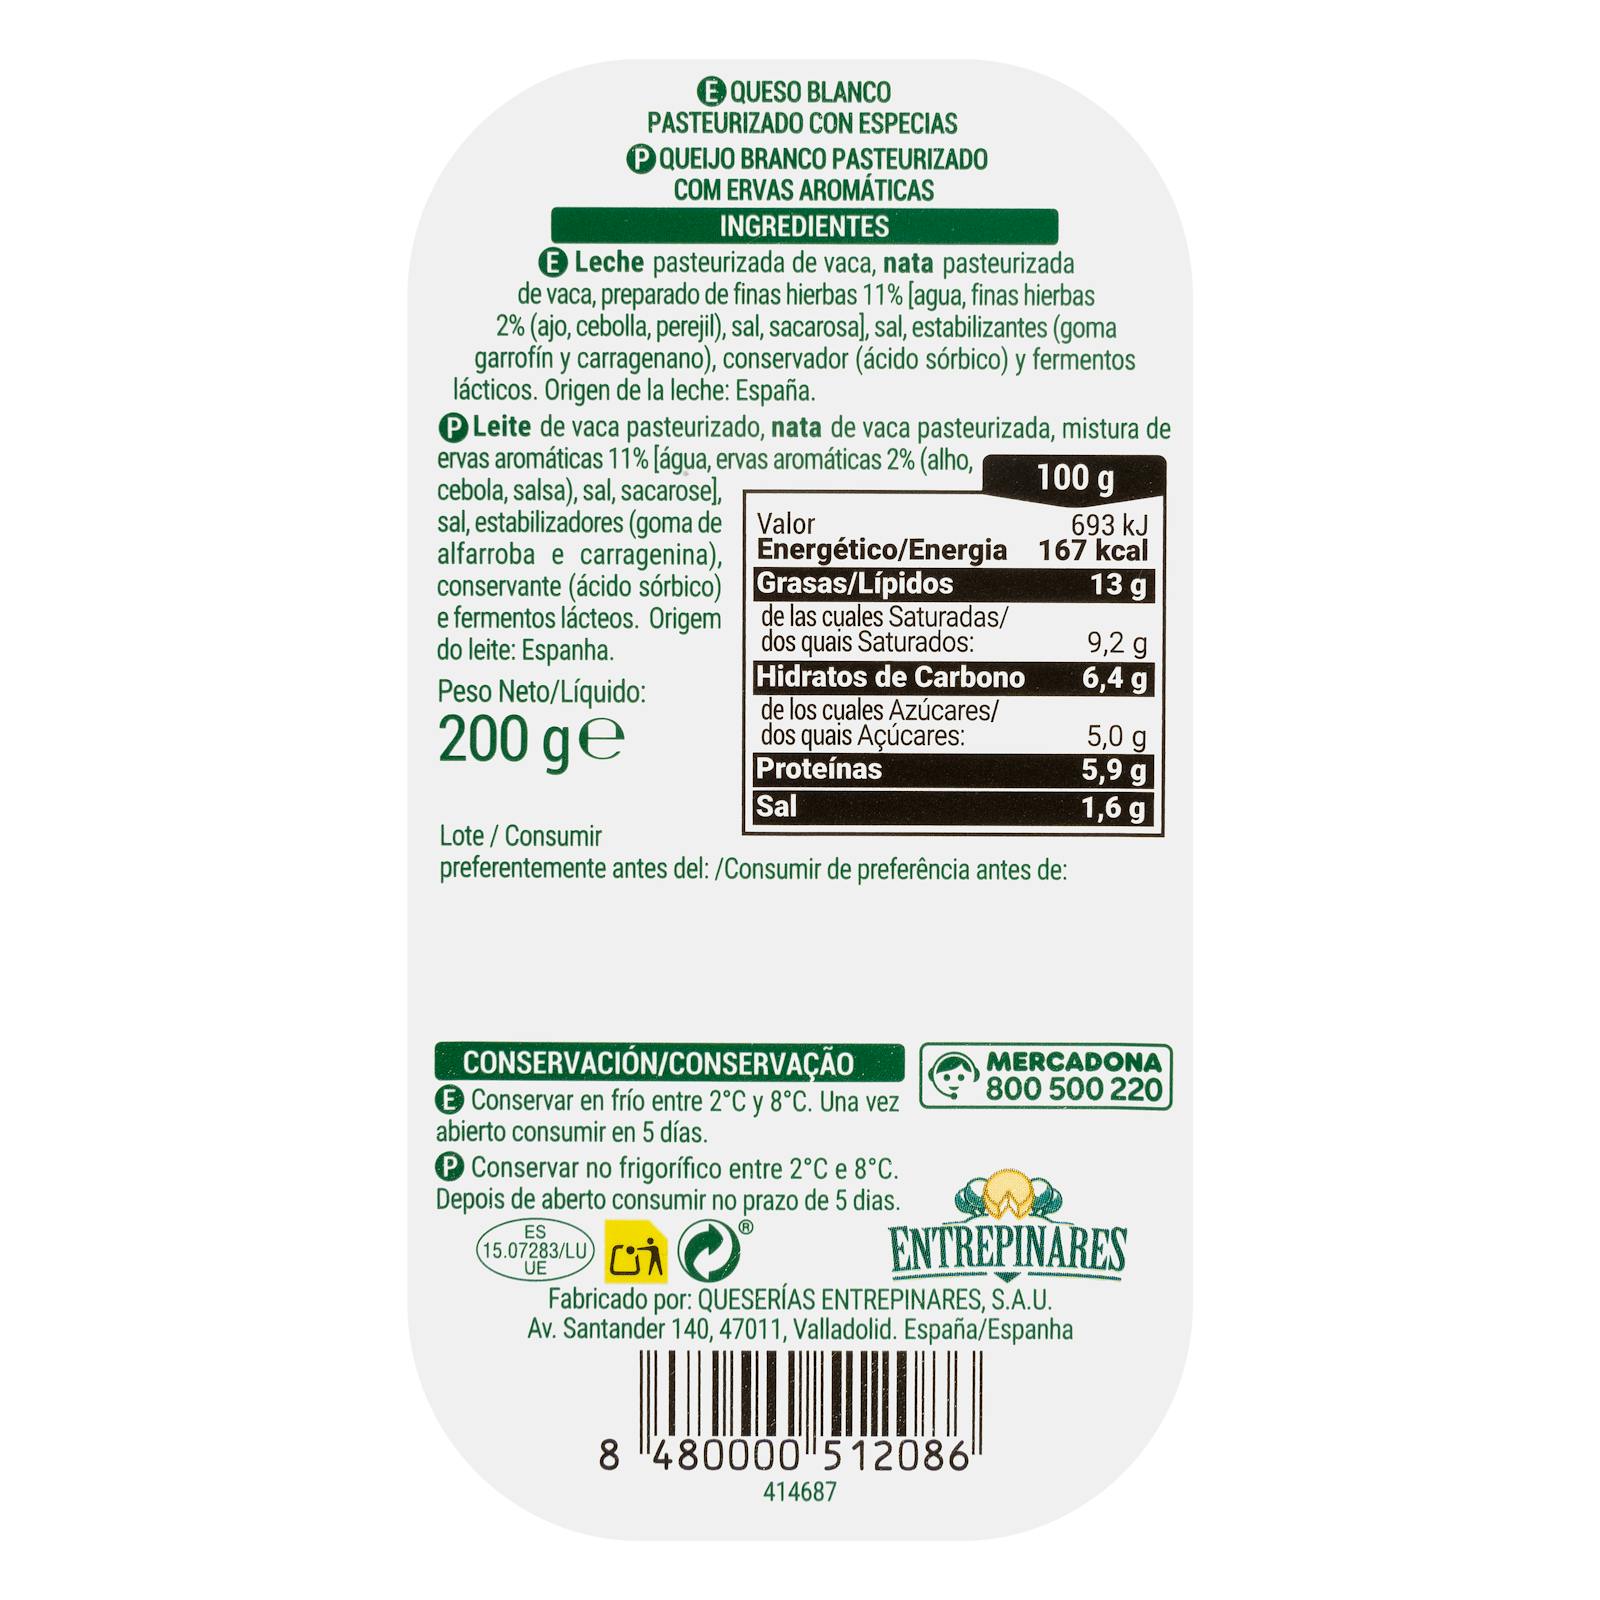 E QUESO BLANCO
PASTEURIZADO CON ESPECIAS
P QUEIJO BRANCO PASTEURIZADO
COM ERVAS AROMÁTICAS
INGREDIENTES
E Leche pasteurizada de vaca, nata pasteurizada
de vaca, preparado de finas hierbas 11% [agua, finas hierbas
2% (ajo, cebolla, perejil), sal, sacarosa], sal, estabilizantes (goma
garrofín y carragenano), conservador (ácido sórbico) y fermentos
lácticos. Origen de la leche: España.
P Leite de vaca pasteurizado, nata de vaca pasteurizada, mistura de
ervas aromáticas 11% [água, ervas aromáticas 2% (alho,
cebola, salsa), sal, sacarose],
sal, estabilizadores (goma de
alfarroba e carragenina),
conservante (ácido sórbico)
e fermentos lácteos. Origem
do leite: Espanha.
Peso Neto/Líquido:
200 g e
100 g
Valor 693 kJ
Energético/Energia 167 kcal
Grasas/Lípidos 13 g
de las cuales Saturadas/
dos quais Saturados: 9,2 g
Hidratos de Carbono 6,4 g
de los cuales Azúcares/
dos quais Açúcares: 5,0 g
Proteínas 5,9 g
Sal 1,6 g
Lote / Consumir
preferentemente antes del: /Consumir de preferência antes de:
CONSERVACIÓN/CONSERVAÇÃO
E Conservar en frío entre 2°C y 8°C. Una vez
abierto consumir en 5 días.
P Conservar no frigorífico entre 2°C e 8°C.
Depois de aberto consumir no prazo de 5 dias.
MERCADONA
800 500 220
ES
15.07283/LU
UE
®
ENTREPINARES
Fabricado por: QUESERÍAS ENTREPINARES, S.A.U.
Av. Santander 140, 47011, Valladolid. España/Espanha
8 480000 512086
414687